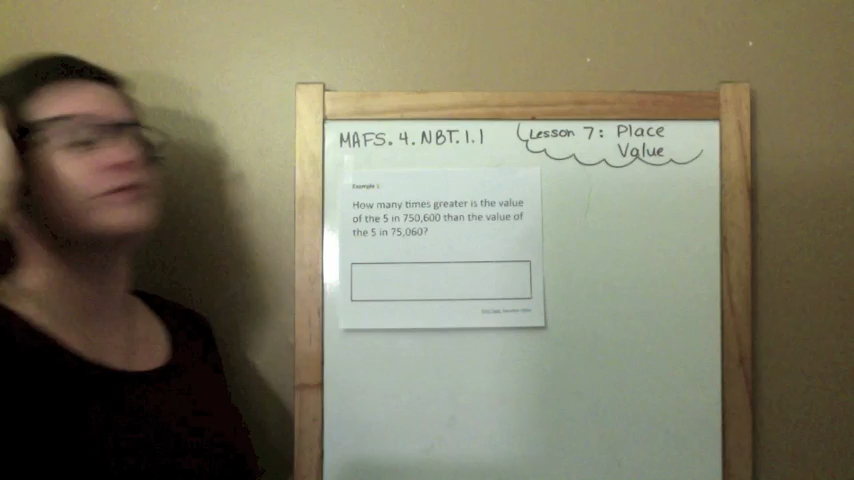 MAFS.4.NBT.1.1
Lesson 7: Place
Value
Example 1:
How many times greater is the value
of the 5 in 750,600 than the value of
the 5 in 75,060?